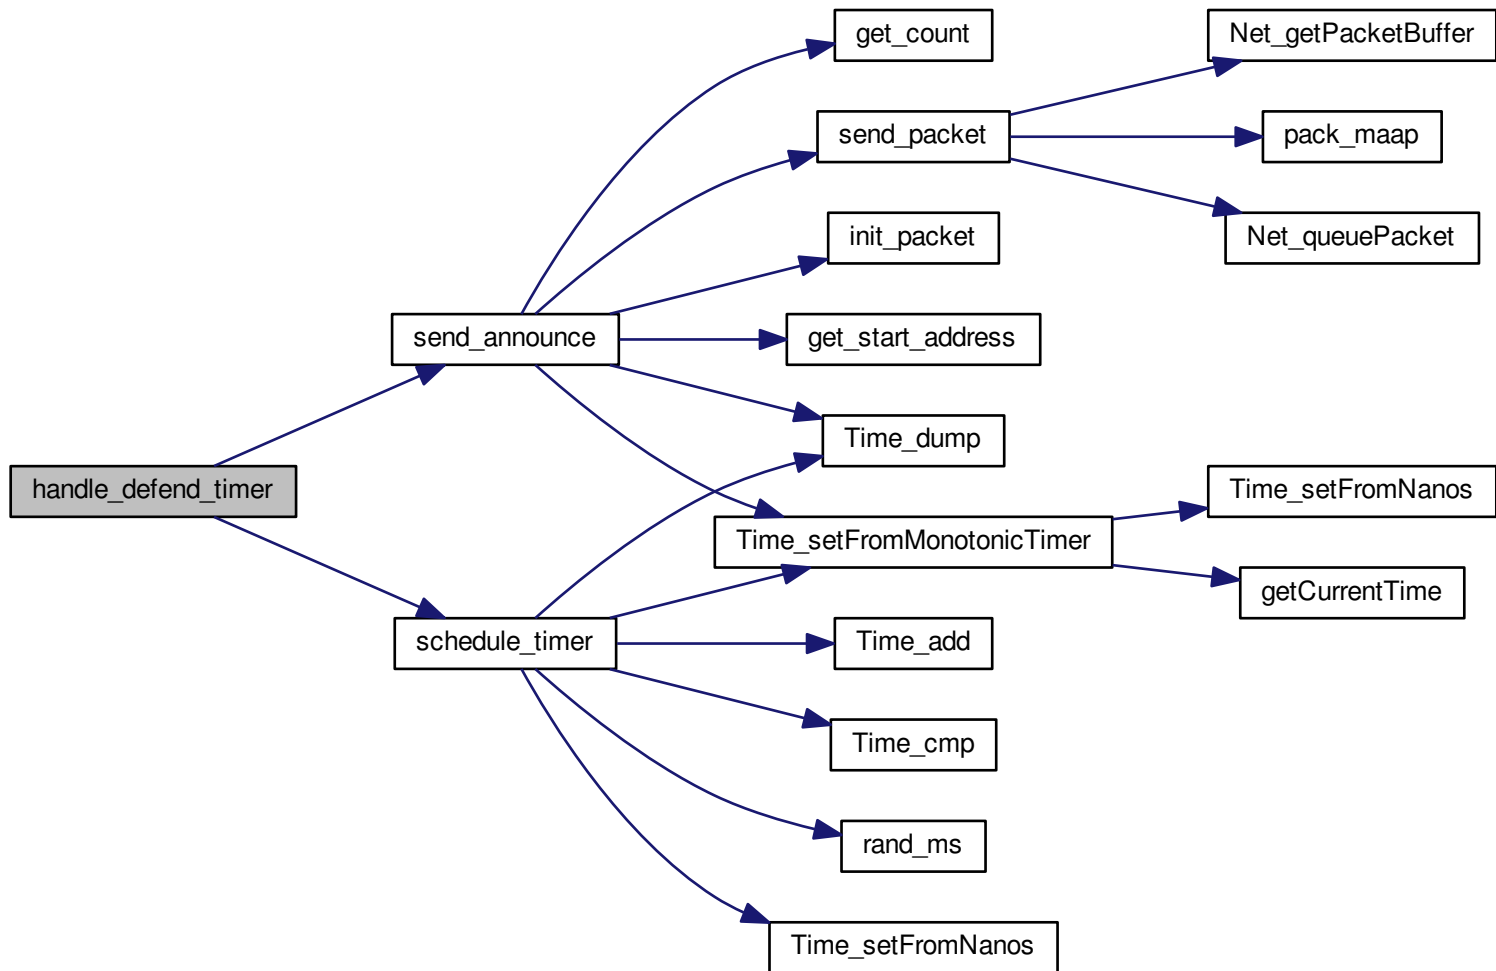 get_count
Net_getPacketBuffer
send_packet
pack_maap
init_packet
Net_queuePacket
send_announce
get_start_address
Time_dump
handle_defend_timer
Time_setFromNanos
Time_setFromMonotonicTimer
getCurrentTime
schedule_timer
Time_add
Time_cmp
rand_ms
Time_setFromNanos